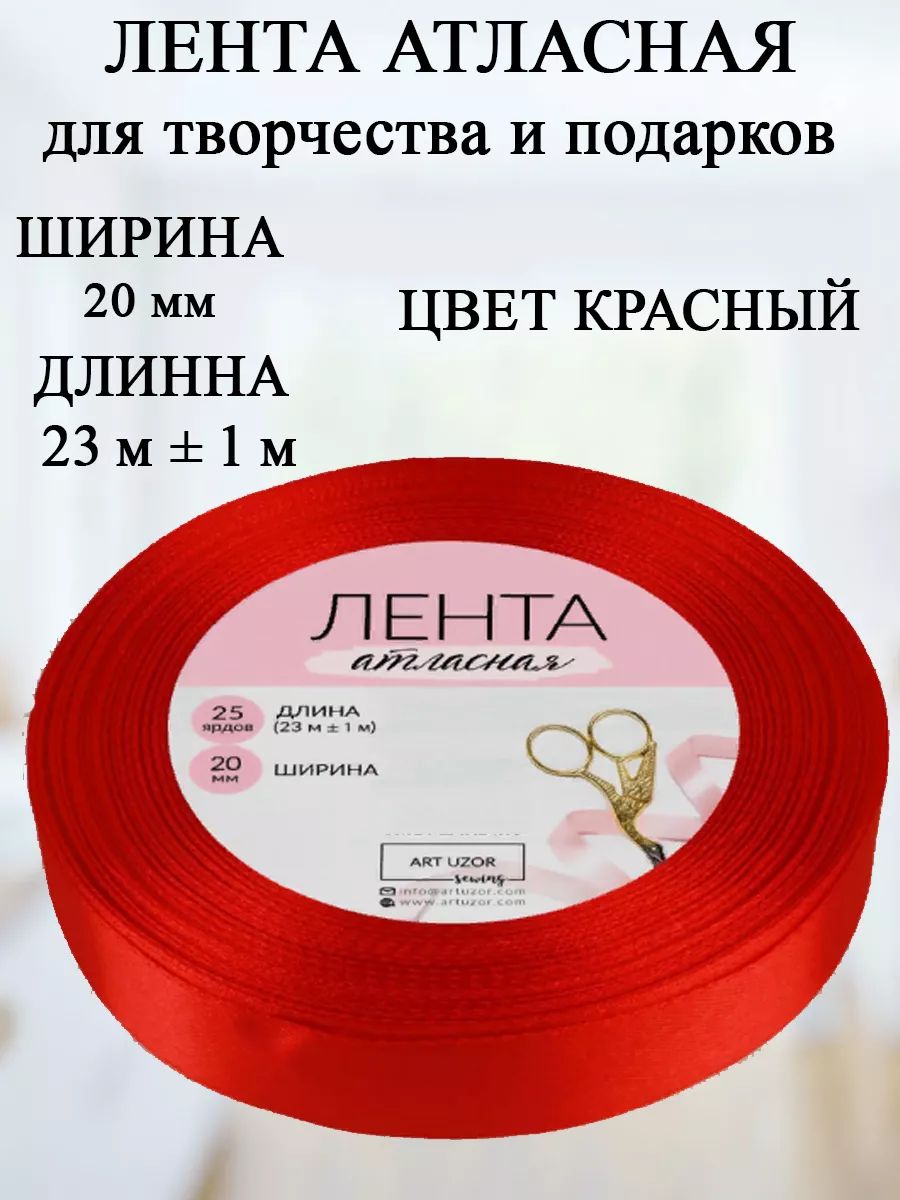 ЛЕНТА АТЛАСНАЯ
для творчества и подарков
ШИРИНА
20 мм
ЦВЕТ КРАСНЫЙ
ДЛИННА
23 м ± 1 м
ЛЕНТА
атласная
25 ярдов
ДЛИНА
(23 м ± 1 м)
20 мм
ШИРИНА
ART UZOR
sewing
info@artuzor.com
www.artuzor.com